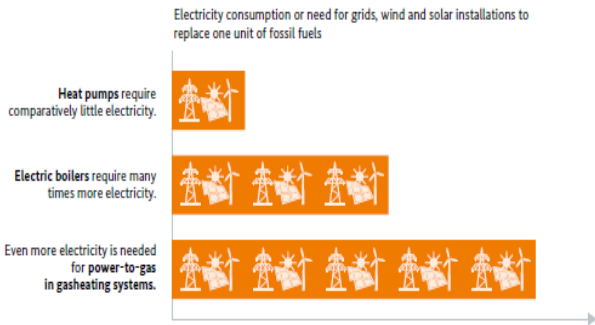 Electricity consumption or need for grids, wind and solar installations to
replace one unit of fossil fuels
Heat pumps require
comparatively little electricity.
Electric boilers require many
times more electricity.
Even more electricity is needed
for power-to-gas
in gasheating systems.